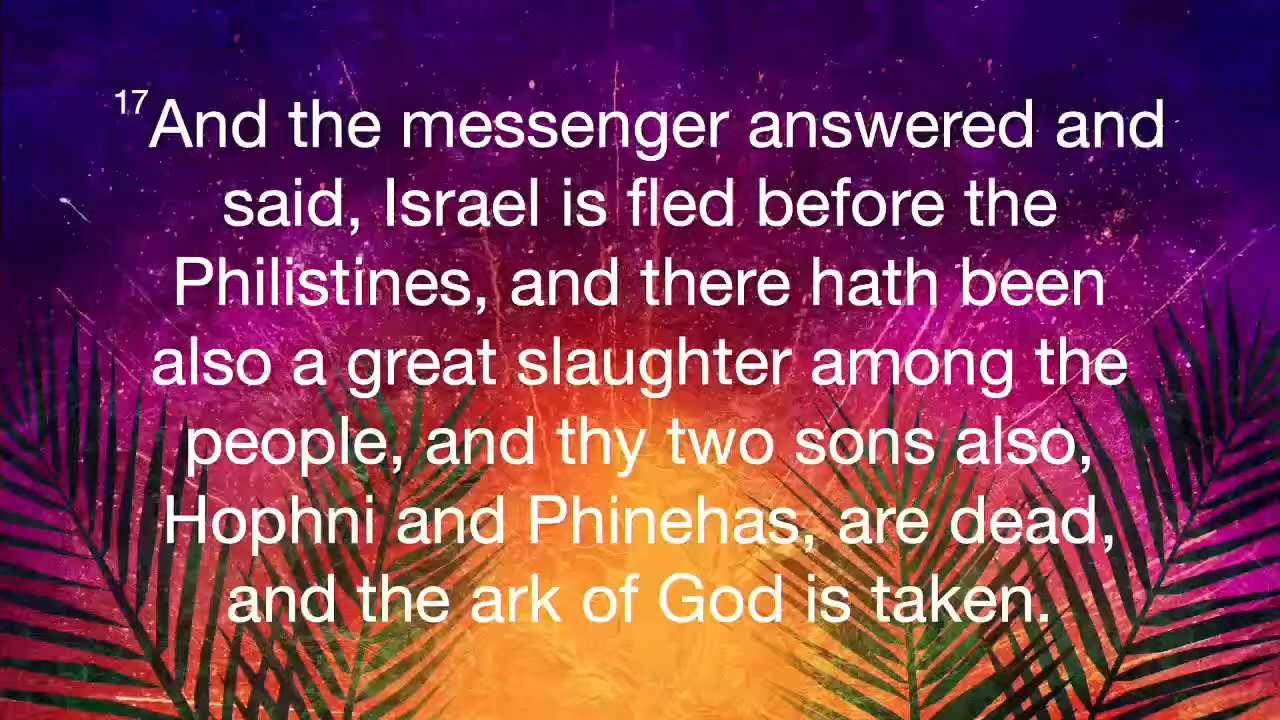 17And the messenger answered and
said, Israel is fled before the
Philistines, and there hath been
also a great slaughter among the
people, and thy two sons also,
Hophni and Phinehas, are dead,
and the ark of God is taken.